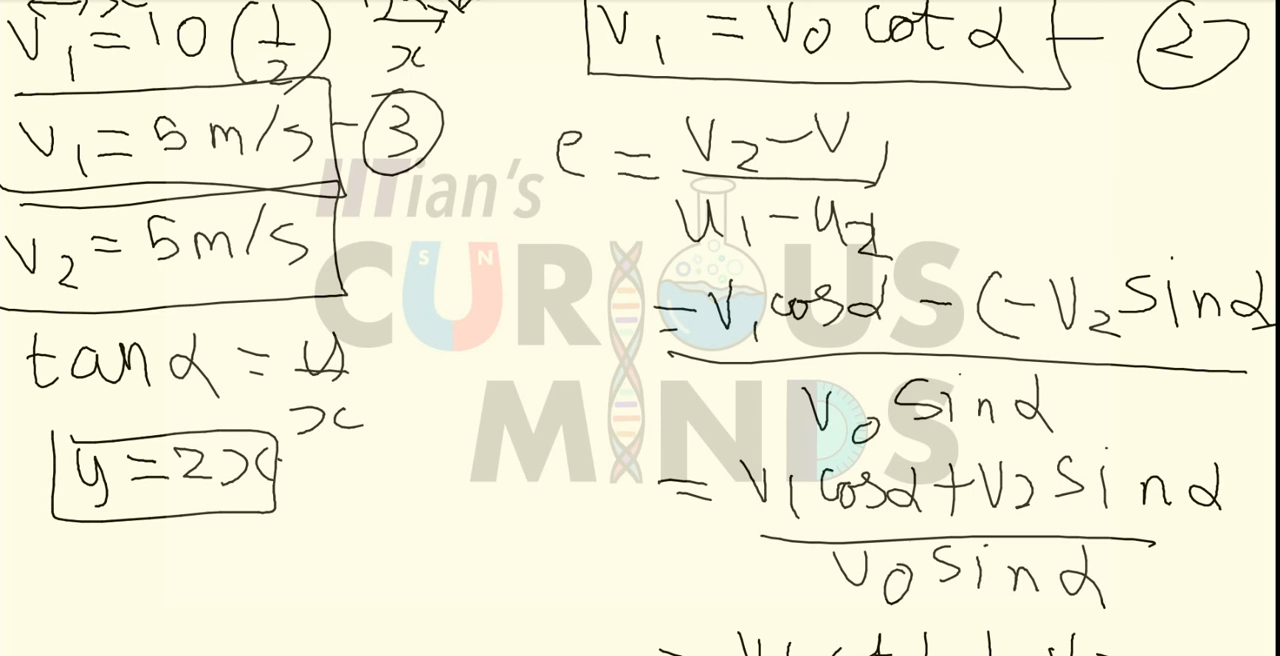 V₁ = 10 (1/2)
x
V₁ = 5 m/s - ③
V₂ = 5 m/s
tan α = y/x
y = 2x
V₁ = V₀ cot α - ②
e = (V₂ - V₁)/(u₁ - u₂)
= V₁ cos α - (-V₂ sin α
V₀ sin α
= V₁ cos α + V₂ sin α
V₀ sin α
IITian's
CURIOUS
S N
MINDS